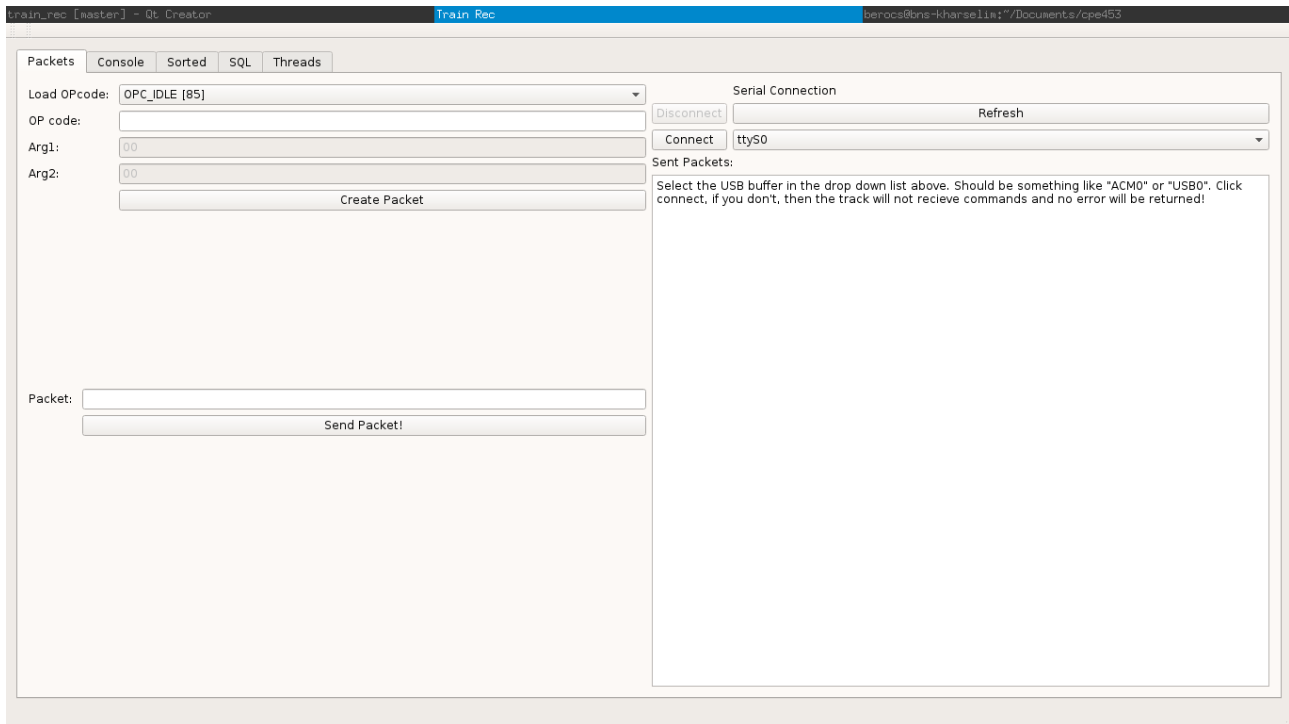 train_rec [master] - Qt Creator Train Rec berocs@bns-kharselim:~/Documents/cpe453
Packets Console Sorted SQL Threads
Load OPcode: OPC_IDLE [85]
OP code:
Arg1: 00
Arg2: 00
Create Packet
Packet:
Send Packet!
Serial Connection
Disconnect Refresh
Connect ttyS0
Sent Packets:
Select the USB buffer in the drop down list above. Should be something like "ACM0" or "USB0". Click
connect, if you don't, then the track will not recieve commands and no error will be returned!